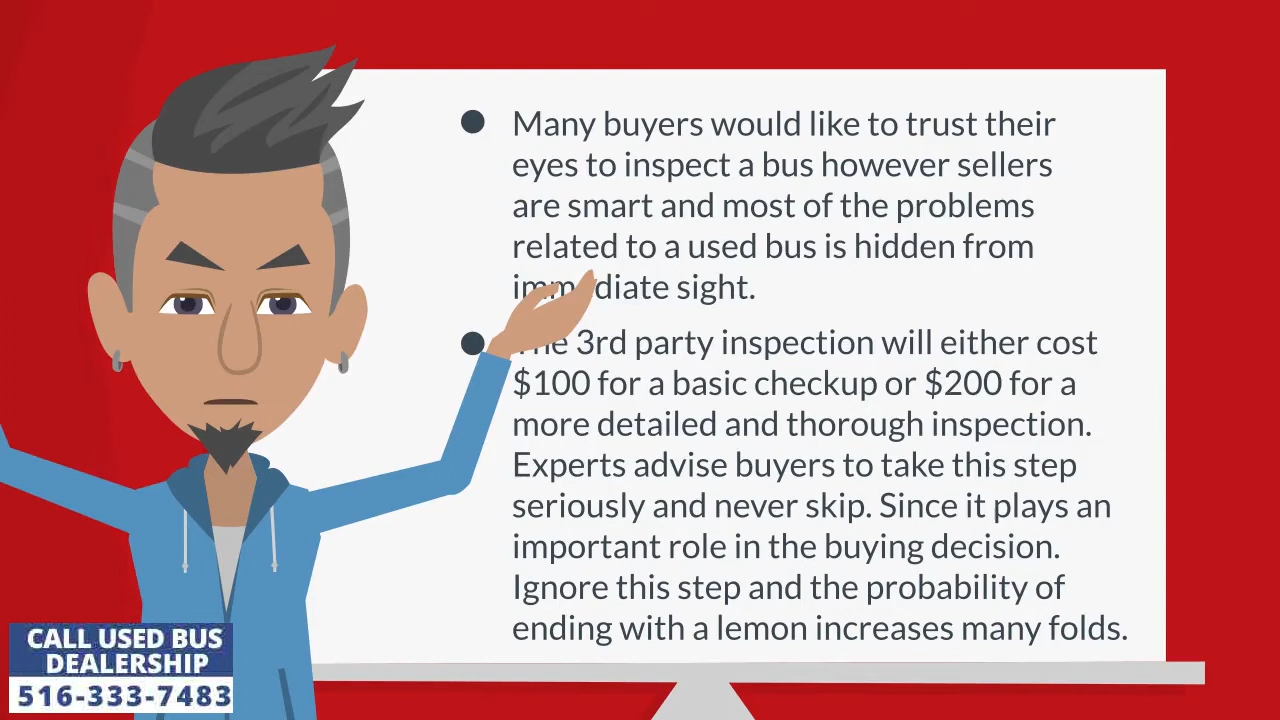 Many buyers would like to trust their
eyes to inspect a bus however sellers
are smart and most of the problems
related to a used bus is hidden from
immediate sight.
The 3rd party inspection will either cost
$100 for a basic checkup or $200 for a
more detailed and thorough inspection.
Experts advise buyers to take this step
seriously and never skip. Since it plays an
important role in the buying decision.
Ignore this step and the probability of
ending with a lemon increases many folds.
CALL USED BUS
DEALERSHIP
516-333-7483